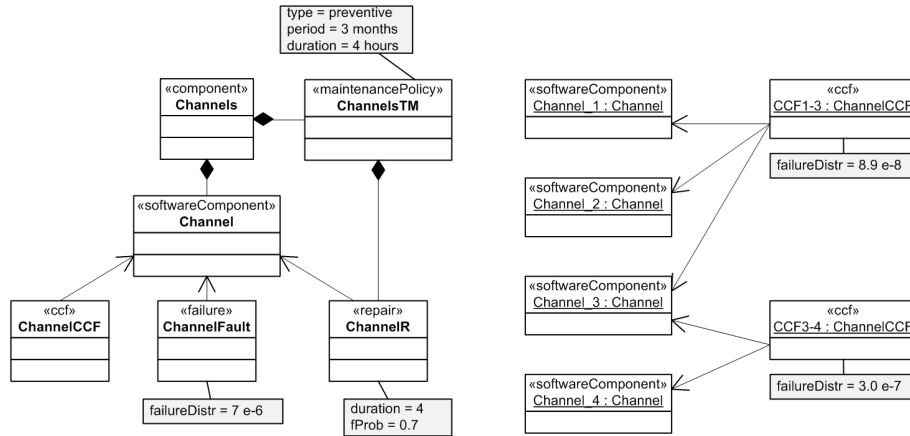 type = preventive
period = 3 months
duration = 4 hours
«component»
Channels
«maintenancePolicy»
ChannelsTM
«softwareComponent»
Channel
«ccf»
ChannelCCF
«failure»
ChannelFault
«repair»
ChannelR
failureDistr = 7 e-6
duration = 4
fProb = 0.7
«softwareComponent»
Channel_1 : Channel
«softwareComponent»
Channel_2 : Channel
«softwareComponent»
Channel_3 : Channel
«softwareComponent»
Channel_4 : Channel
«ccf»
CCF1-3 : ChannelCCF
failureDistr = 8.9 e-8
«ccf»
CCF3-4 : ChannelCCF
failureDistr = 3.0 e-7